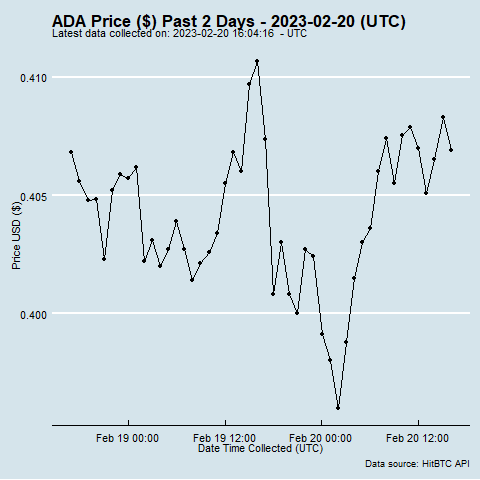 ADA Price ($) Past 2 Days - 2023-02-20 (UTC)
Latest data collected on: 2023-02-20 16:04:16 - UTC
0.410
0.405
0.400
Price USD ($)
Feb 19 00:00 Feb 19 12:00 Feb 20 00:00 Feb 20 12:00
Date Time Collected (UTC)
Data source: HitBTC API